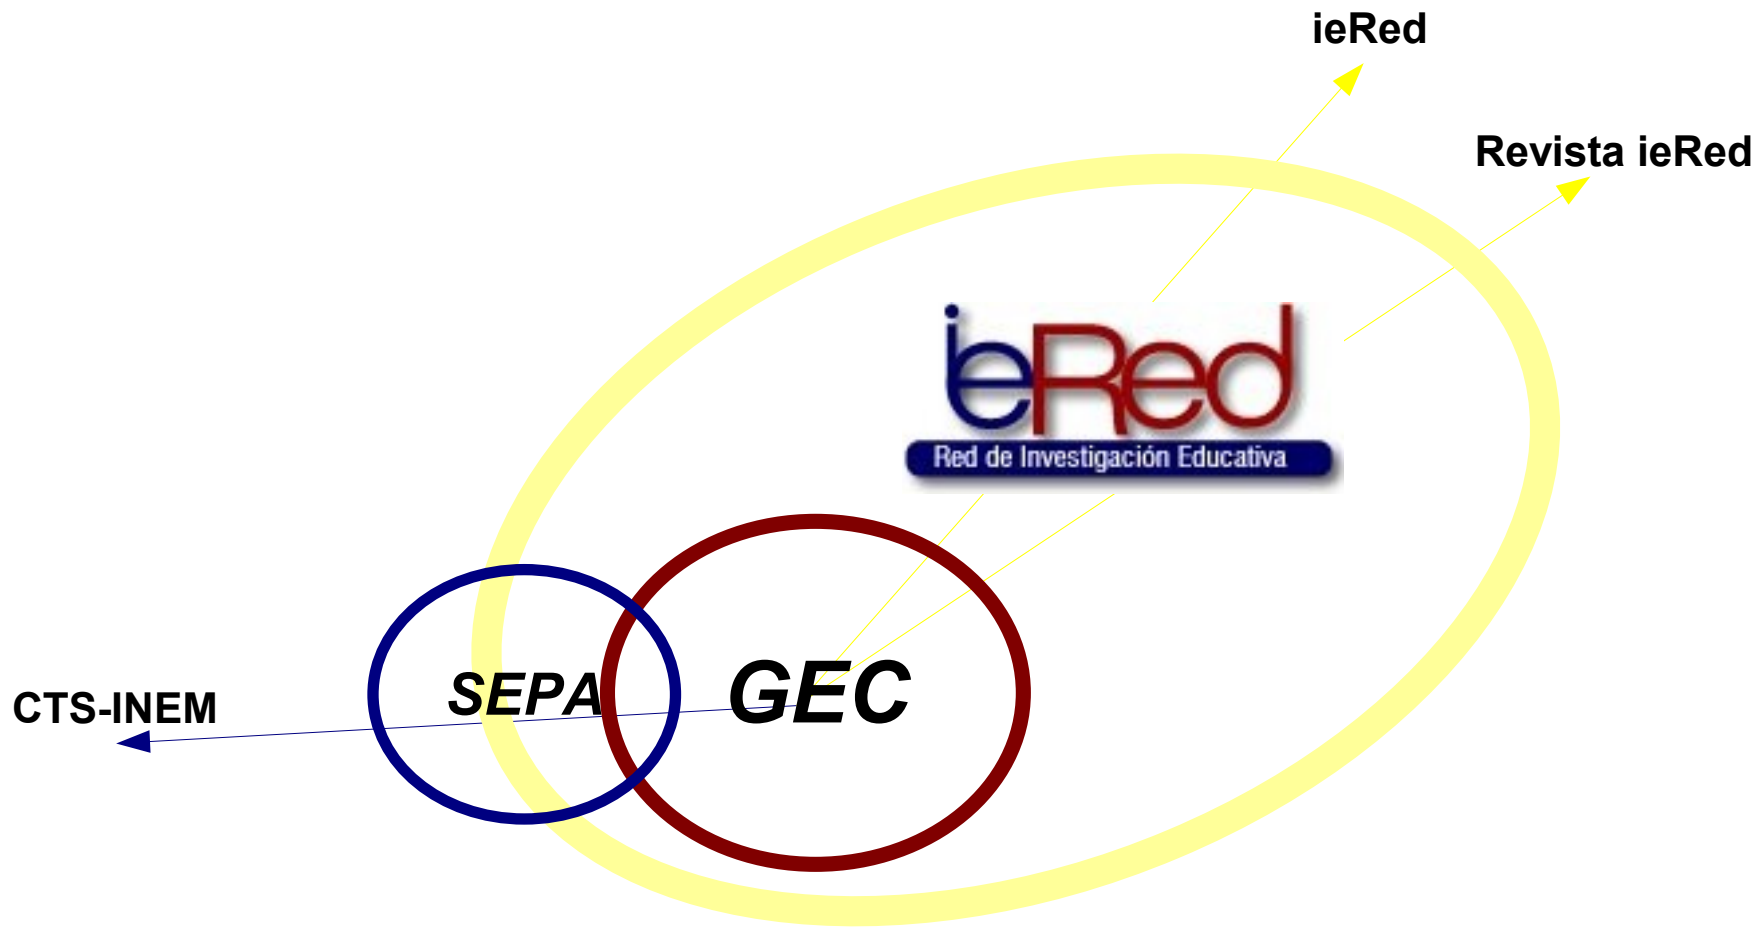 ieRed
Revista ieRed
ieRed
Red de Investigación Educativa
SEPA
GEC
CTS-INEM